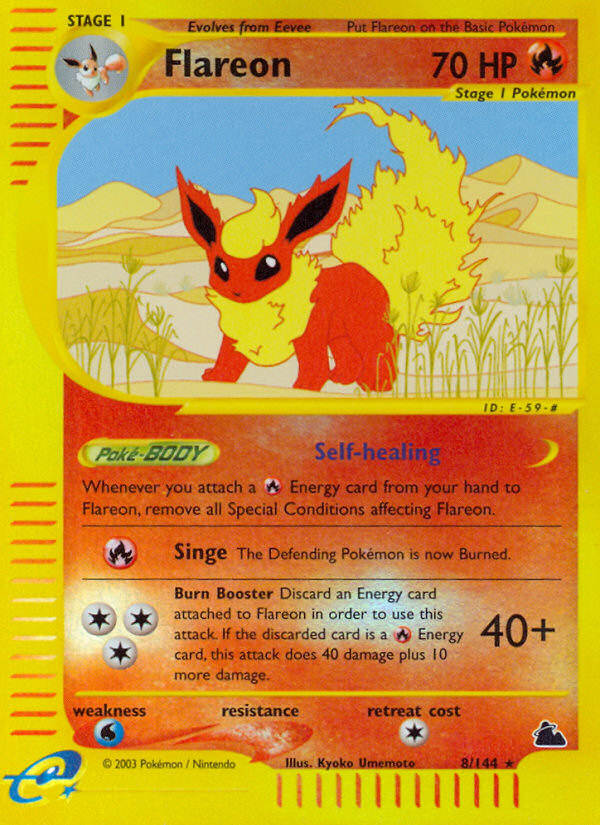 STAGE 1 Evolves from Eevee Put Flareon on the Basic Pokémon
Flareon 70 HP
Stage 1 Pokémon
ID: E-59-#
Poké-BODY Self-healing
Whenever you attach a Energy card from your hand to
Flareon, remove all Special Conditions affecting Flareon.
Singe The Defending Pokémon is now Burned.
Burn Booster Discard an Energy card
attached to Flareon in order to use this
attack. If the discarded card is a Energy
card, this attack does 40 damage plus 10
more damage.
40+
weakness resistance retreat cost
© 2003 Pokémon / Nintendo Illus. Kyoko Umemoto 8/144 ★
e